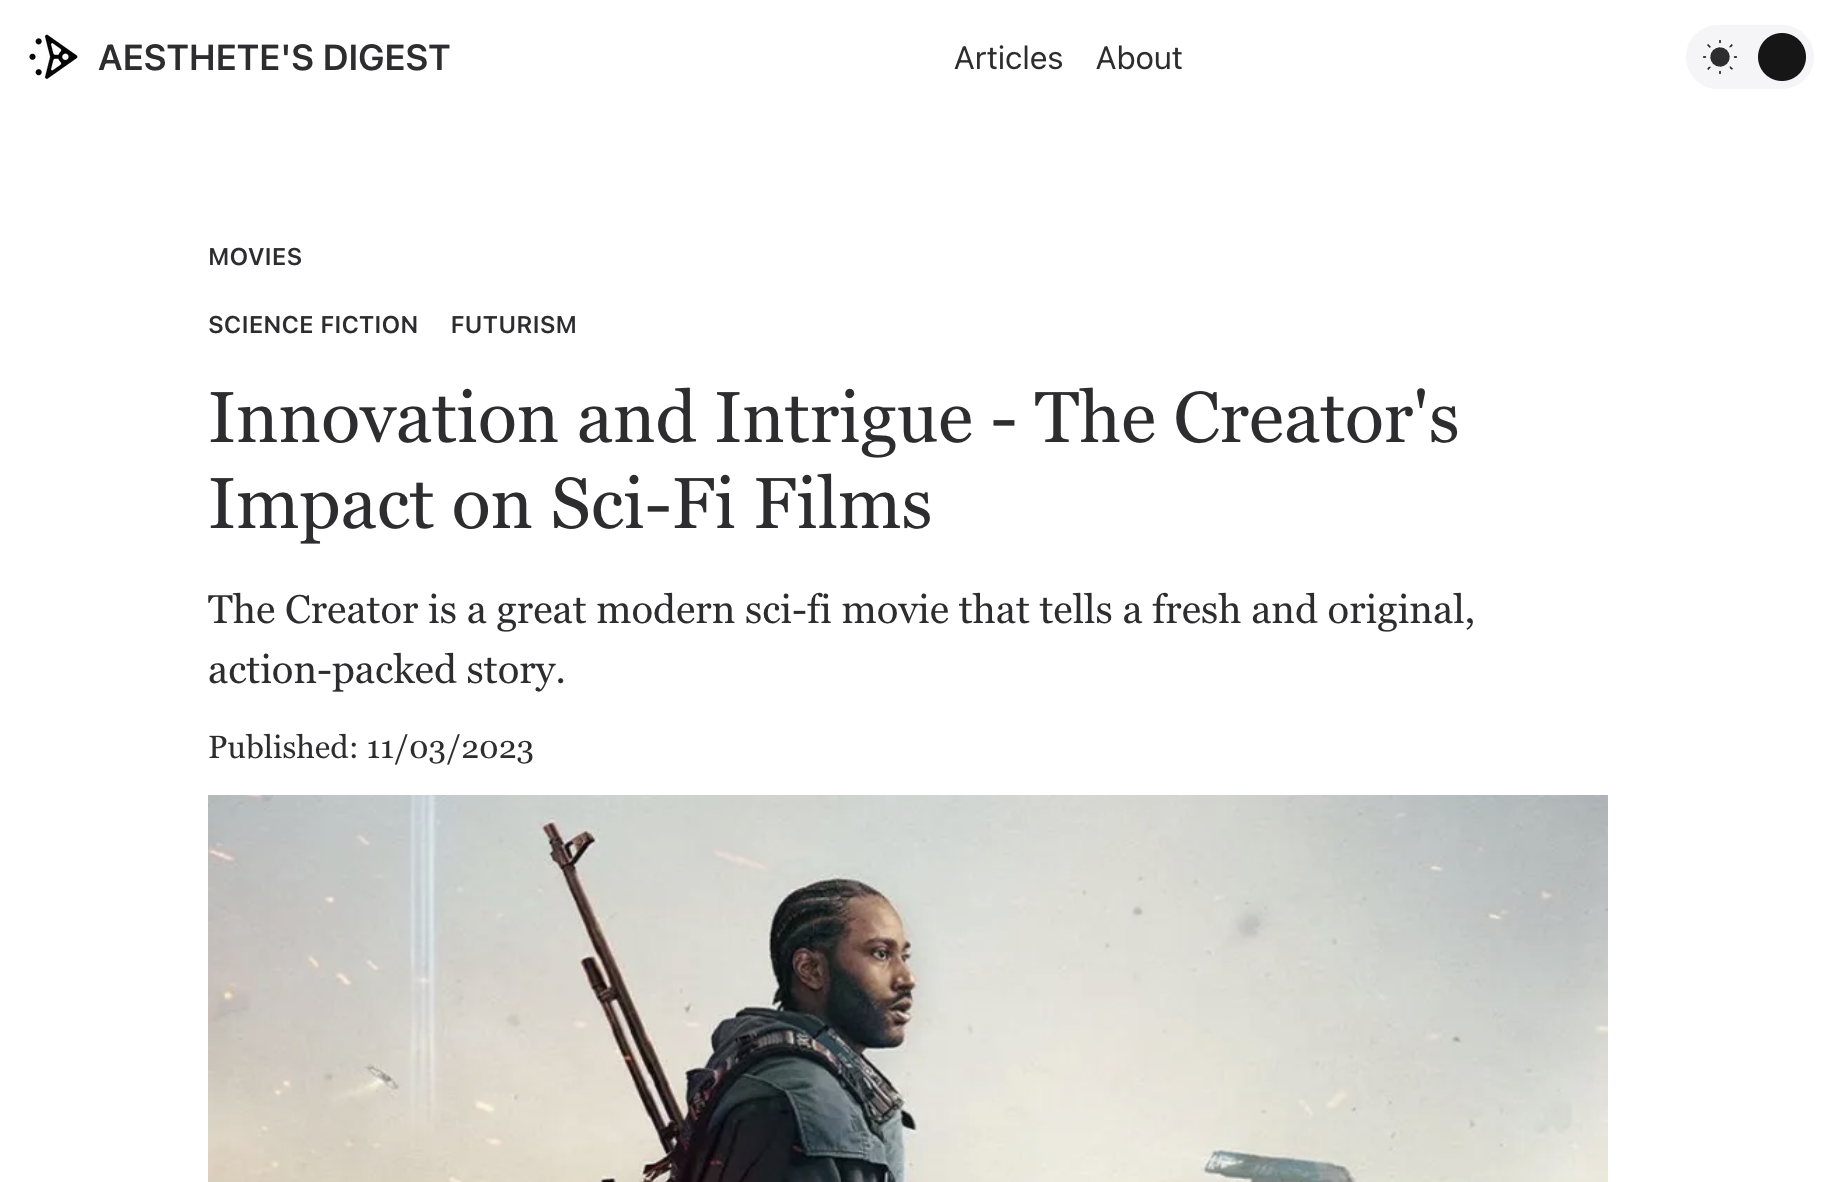 AESTHETE'S DIGEST
Articles About
MOVIES
SCIENCE FICTION FUTURISM
Innovation and Intrigue - The Creator's
Impact on Sci-Fi Films
The Creator is a great modern sci-fi movie that tells a fresh and original,
action-packed story.
Published: 11/03/2023